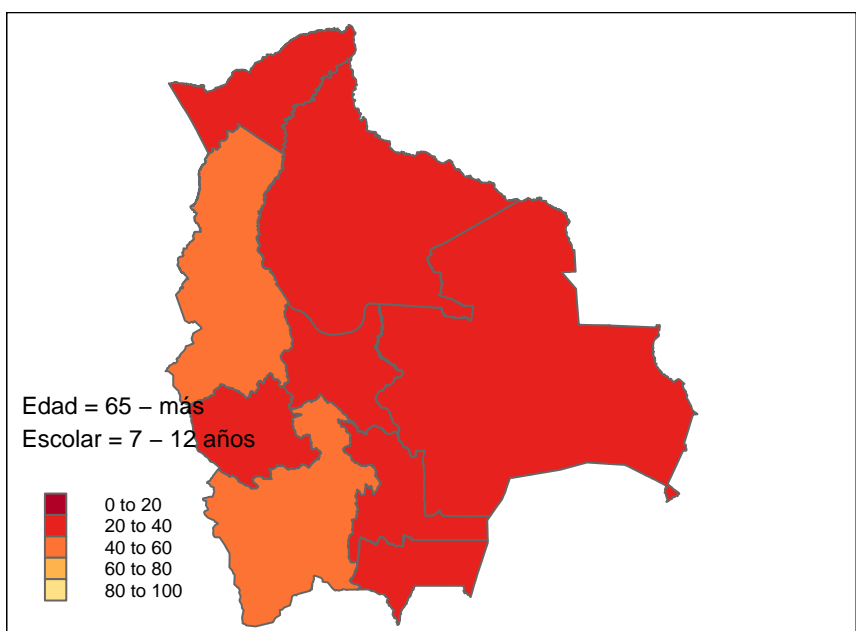 Edad = 65 – más
Escolar = 7 – 12 años
0 to 20
20 to 40
40 to 60
60 to 80
80 to 100